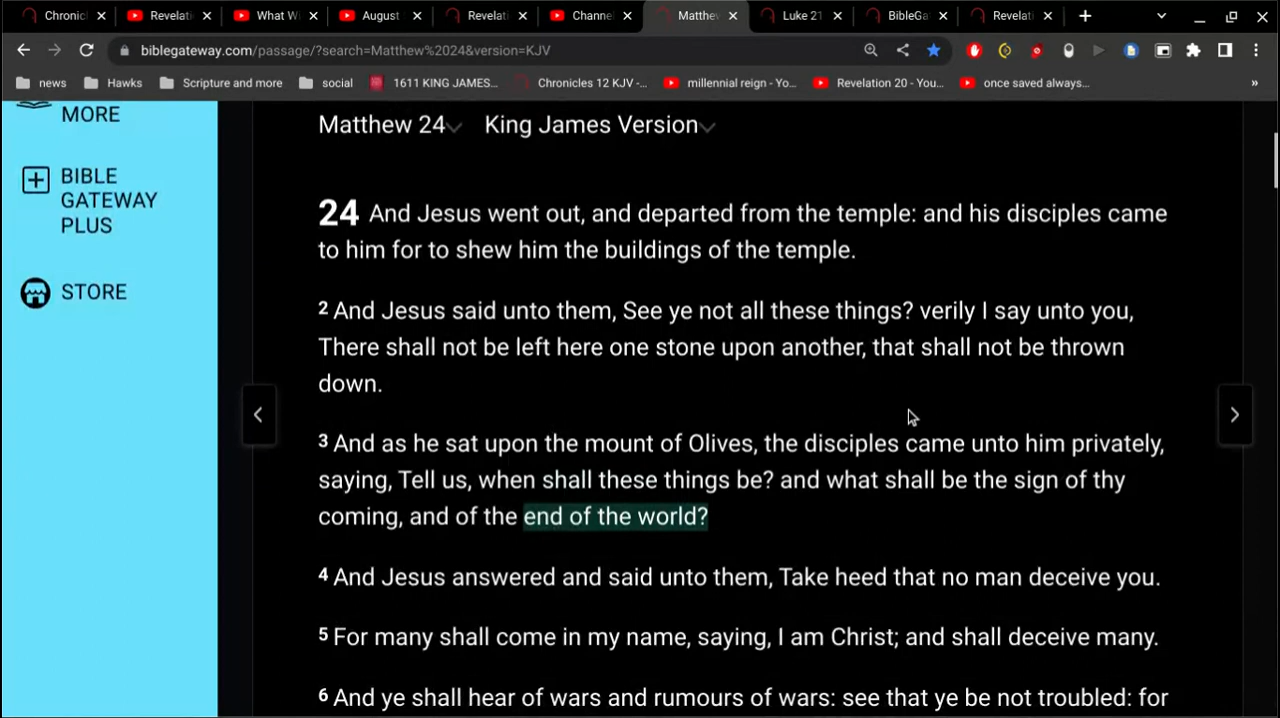 Chronic
Revelati
What Wi
August
Revelati
Channe
Matthew
Luke 21
BibleGa
Revelati
biblegateway.com/passage/?search=Matthew%2024&version=KJV
news
Hawks
Scripture and more
social
1611 KING JAMES...
Chronicles 12 KJV -...
millennial reign - Yo...
Revelation 20 - You...
once saved always...
»
MORE
BIBLE
GATEWAY
PLUS
STORE
Matthew 24
King James Version
24 And Jesus went out, and departed from the temple: and his disciples came
to him for to shew him the buildings of the temple.
2 And Jesus said unto them, See ye not all these things? verily I say unto you,
There shall not be left here one stone upon another, that shall not be thrown
down.
3 And as he sat upon the mount of Olives, the disciples came unto him privately,
saying, Tell us, when shall these things be? and what shall be the sign of thy
coming, and of the end of the world?
4 And Jesus answered and said unto them, Take heed that no man deceive you.
5 For many shall come in my name, saying, I am Christ; and shall deceive many.
6 And ye shall hear of wars and rumours of wars: see that ye be not troubled: for